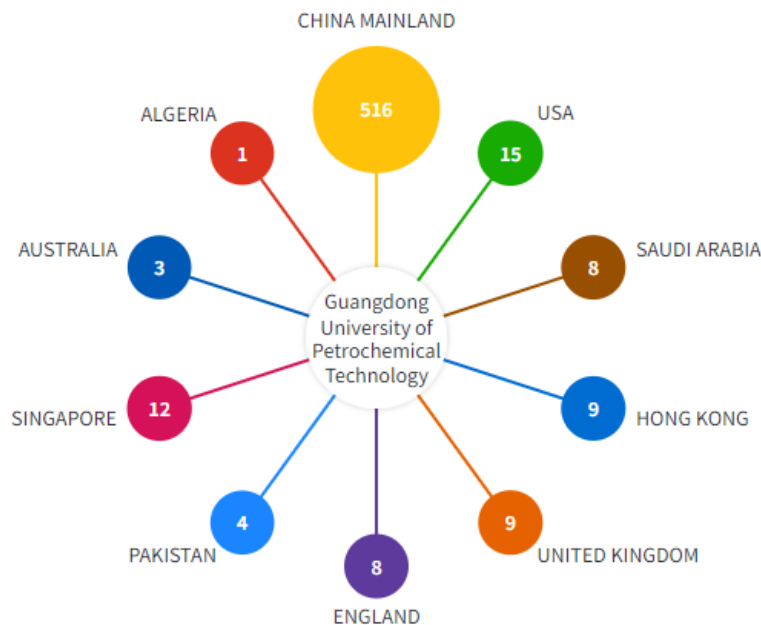 CHINA MAINLAND
516
ALGERIA
1
USA
15
AUSTRALIA
3
SAUDI ARABIA
8
Guangdong
University of
Petrochemical
Technology
SINGAPORE
12
HONG KONG
9
PAKISTAN
4
UNITED KINGDOM
9
ENGLAND
8